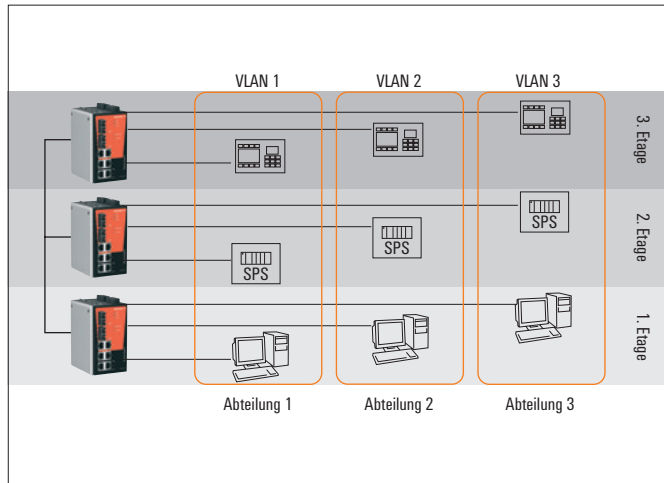 VLAN 1 VLAN 2 VLAN 3
3. Etage
SPS
2. Etage
SPS
SPS
1. Etage
Abteilung 1 Abteilung 2 Abteilung 3